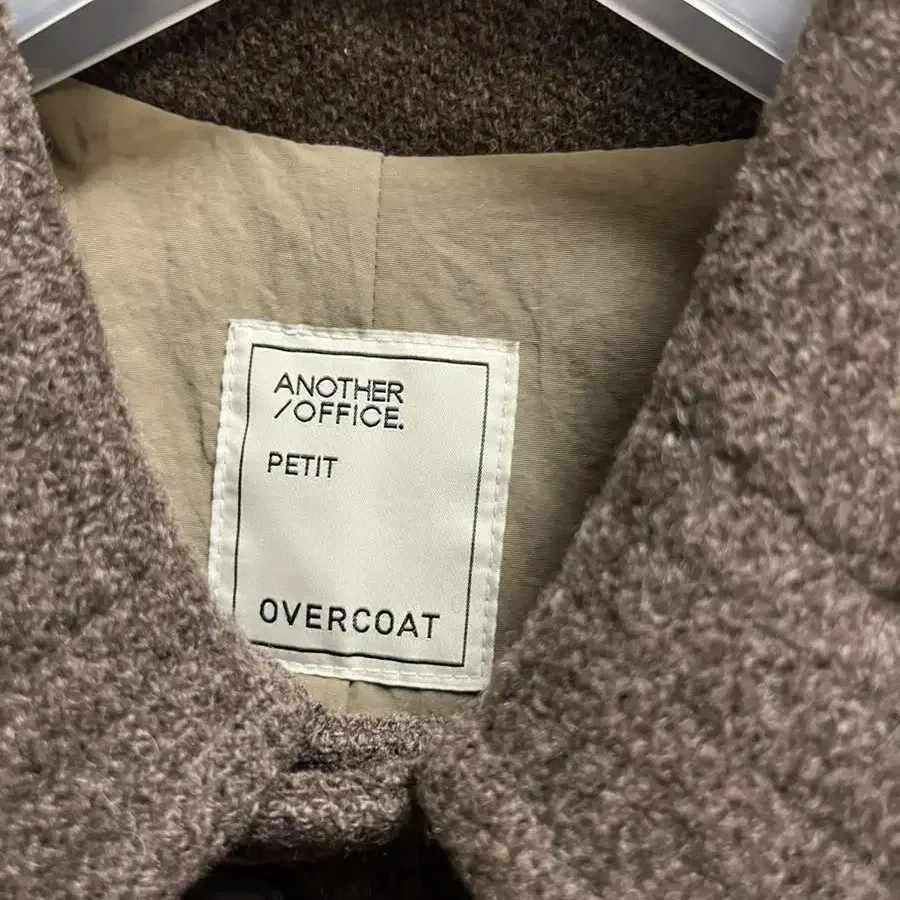 ANOTHER
/OFFICE.
PETIT
OVERCOAT